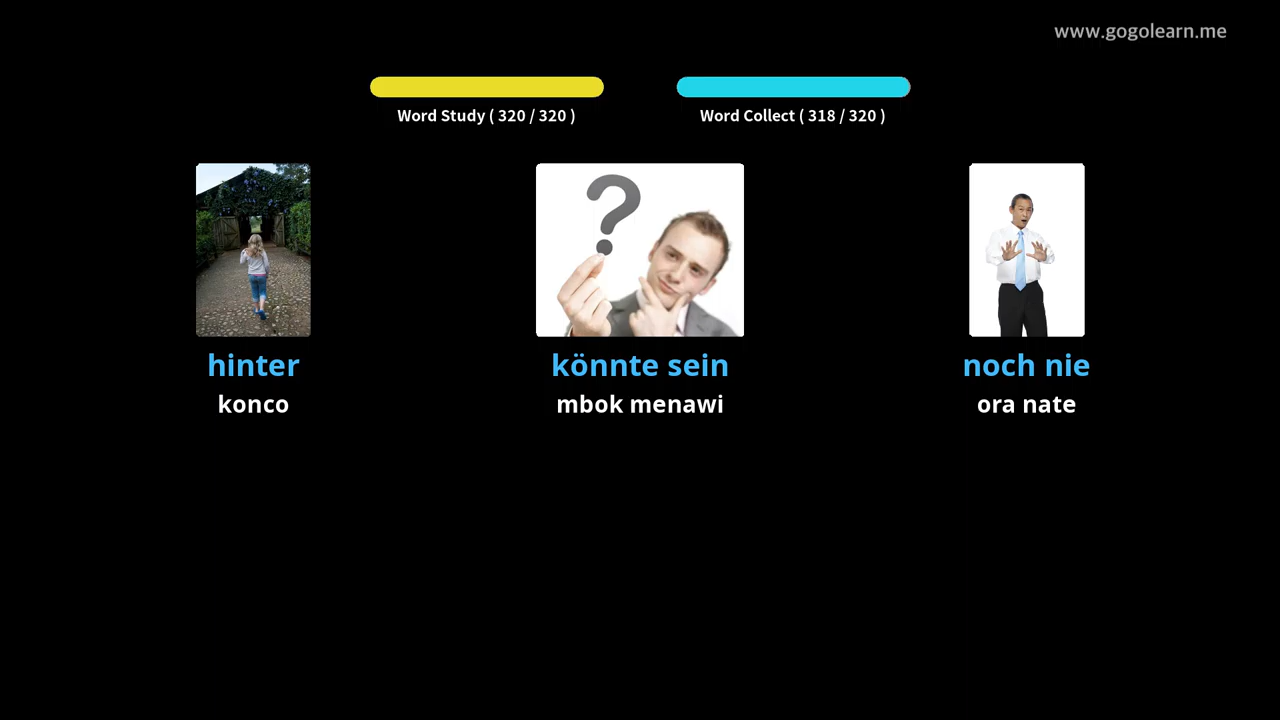 www.gogolearn.me
Word Study ( 320 / 320 )
Word Collect ( 318 / 320 )
hinter
konco
könnte sein
mbok menawi
noch nie
ora nate